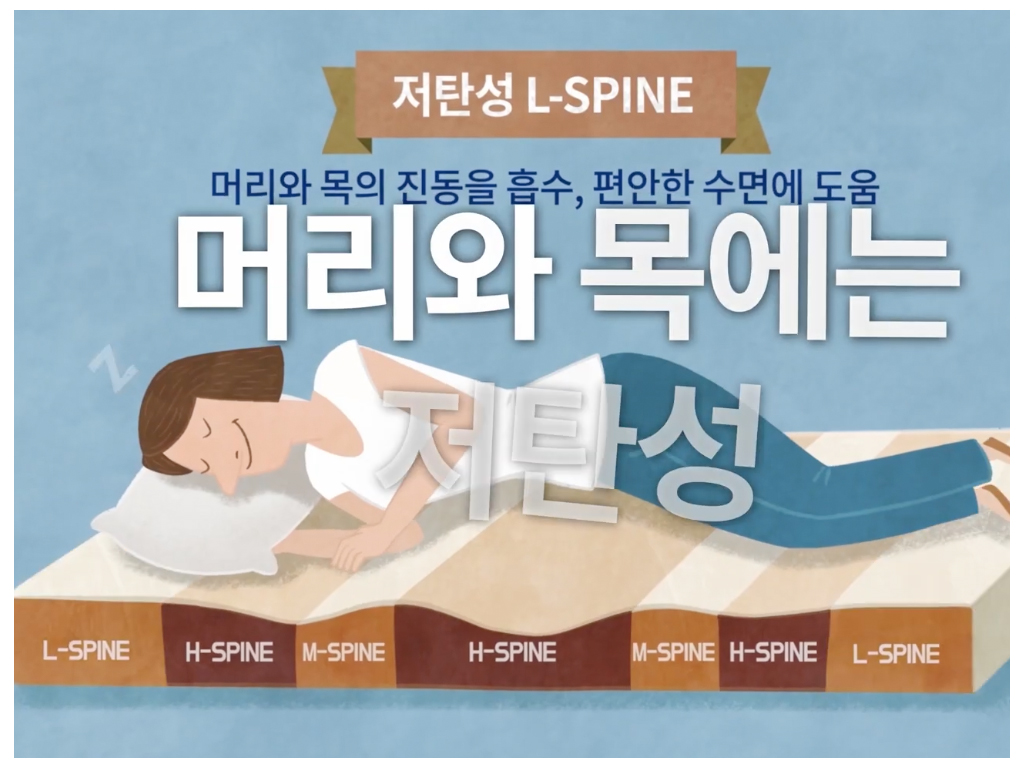 저탄성 L-SPINE
머리와 목의 진동을 흡수, 편안한 수면에 도움
머리와 목에는
저탄성
Z
L-SPINE H-SPINE M-SPINE H-SPINE M-SPINE H-SPINE L-SPINE